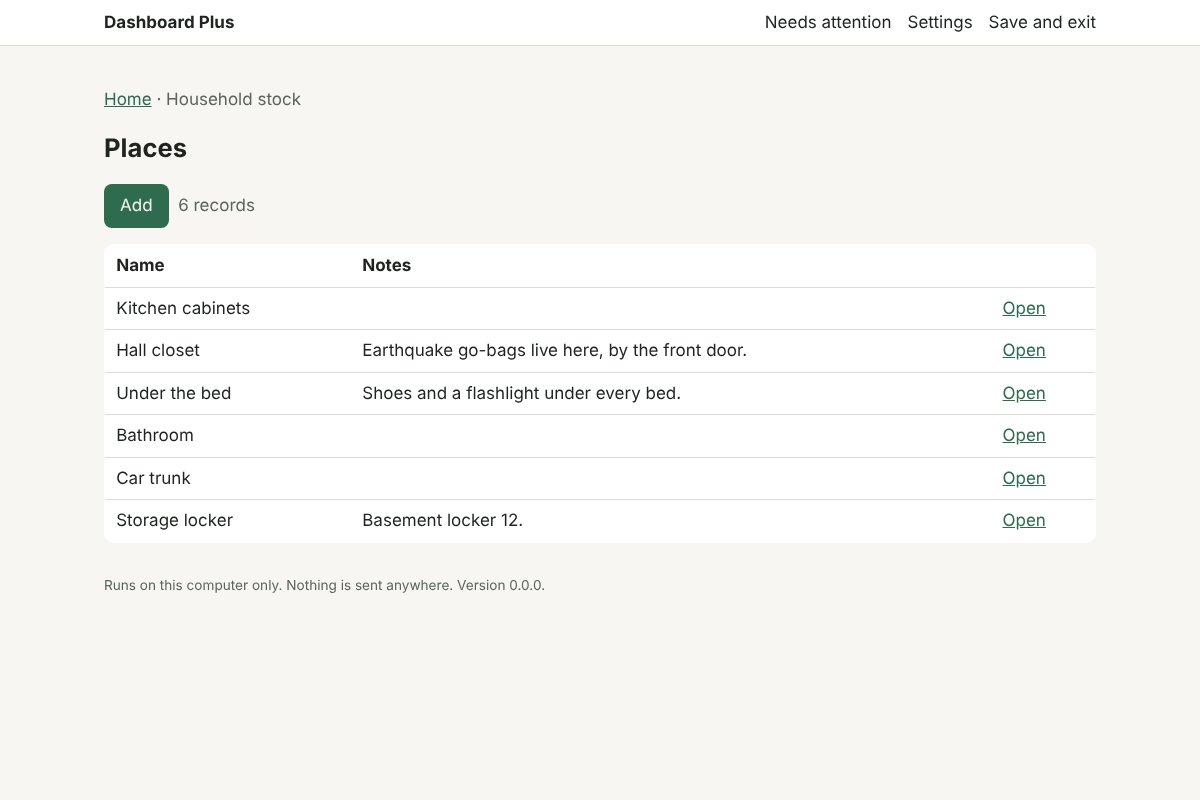 Dashboard Plus Needs attention Settings Save and exit
Home · Household stock
Places
Add 6 records
Name Notes
Kitchen cabinets Open
Hall closet Earthquake go-bags live here, by the front door. Open
Under the bed Shoes and a flashlight under every bed. Open
Bathroom Open
Car trunk Open
Storage locker Basement locker 12. Open
Runs on this computer only. Nothing is sent anywhere. Version 0.0.0.